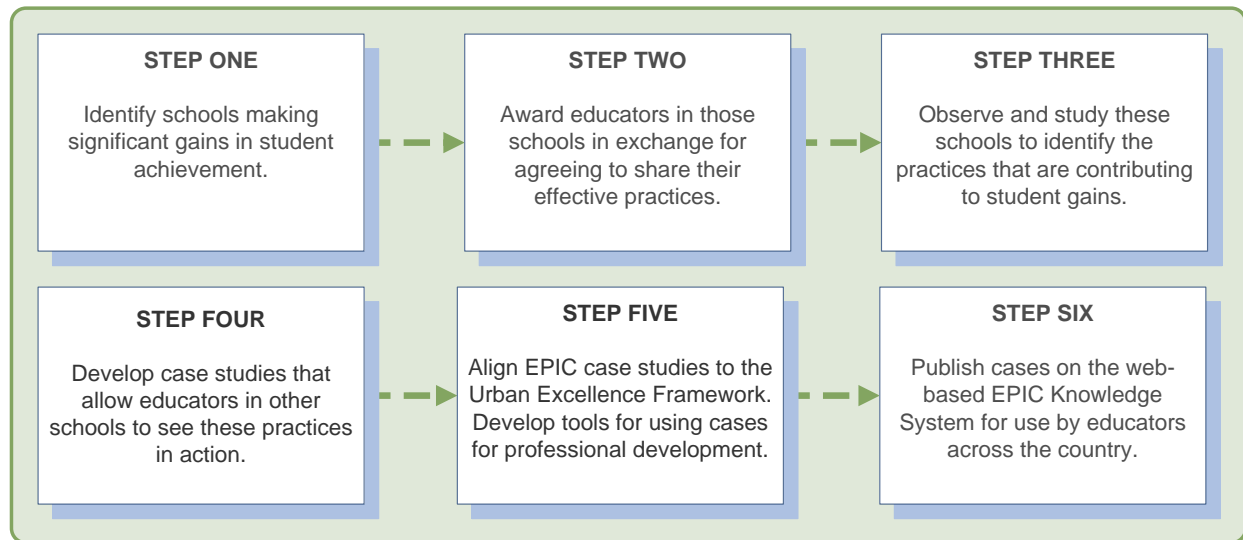 STEP ONE
Identify schools making
significant gains in student
achievement.
STEP TWO
Award educators in those
schools in exchange for
agreeing to share their
effective practices.
STEP THREE
Observe and study these
schools to identify the
practices that are contributing
to student gains.
STEP FOUR
Develop case studies that
allow educators in other
schools to see these practices
in action.
STEP FIVE
Align EPIC case studies to the
Urban Excellence Framework.
Develop tools for using cases
for professional development.
STEP SIX
Publish cases on the web-
based EPIC Knowledge
System for use by educators
across the country.